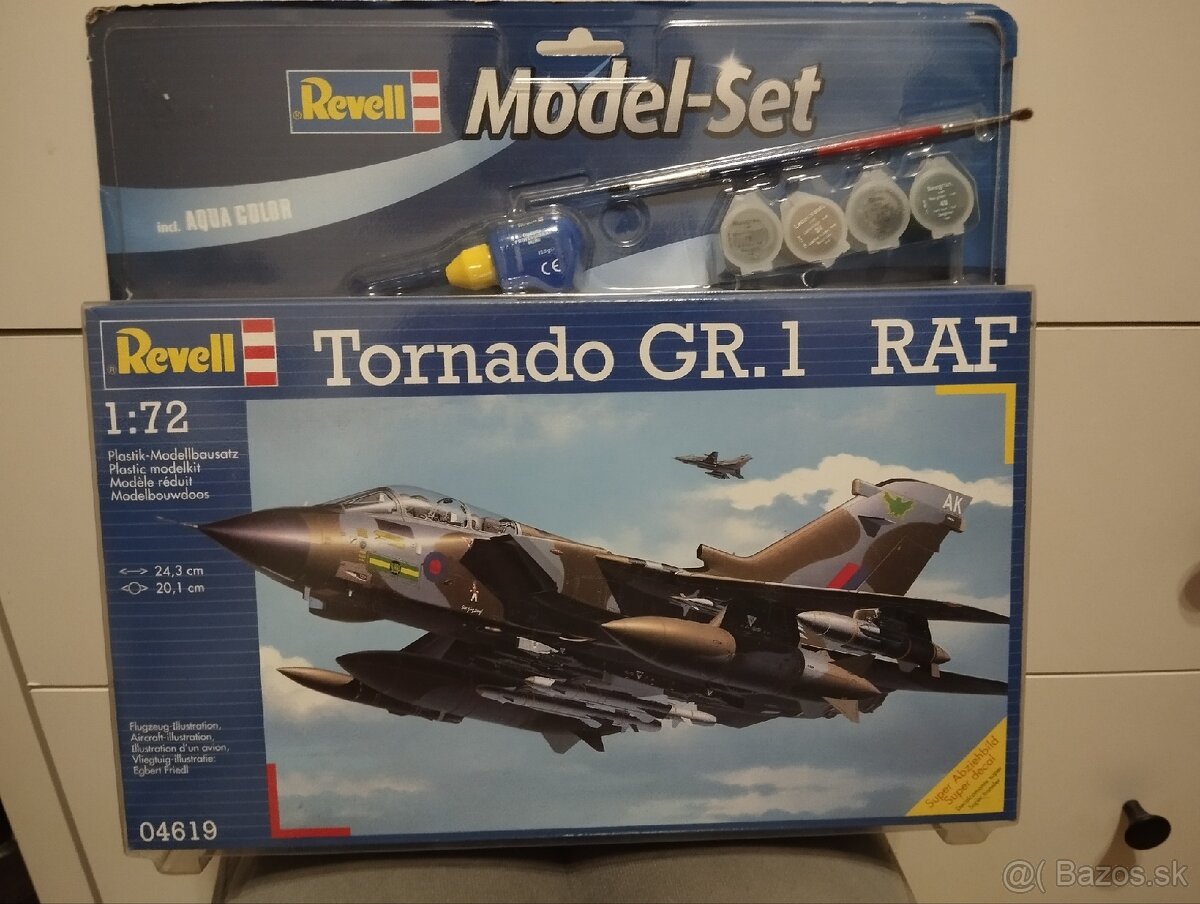 Revell
Model-Set
incl. AQUA COLOR
CE
Revell
Tornado GR.1 RAF
1:72
Plastik-Modellbausatz
Plastic modelkit
Modèle réduit
Modelbouwdoos
24,3 cm
20,1 cm
AK
Flugzeug-Illustration,
Aircraft-Illustration,
Illustration d'un avion,
Vliegtuig-illustratie:
Egbert Friedl
Super Abziehbild
Super decal
04619
@( Bazos.sk